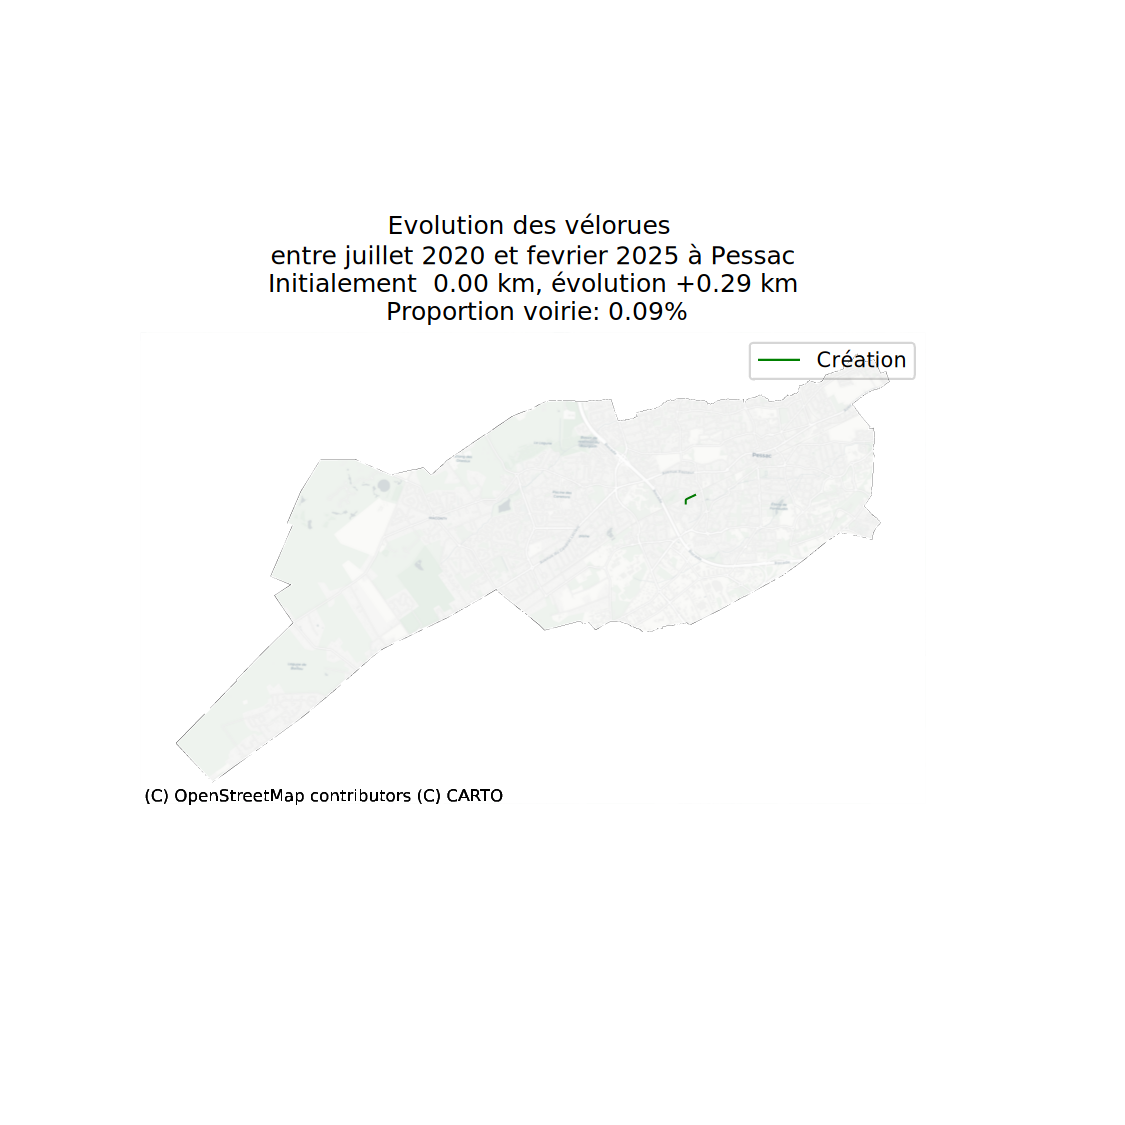 Evolution des vélorues
entre juillet 2020 et fevrier 2025 à Pessac
Initialement  0.00 km, évolution +0.29 km
Proportion voirie: 0.09%
Création
Pessac
(C) OpenStreetMap contributors (C) CARTO